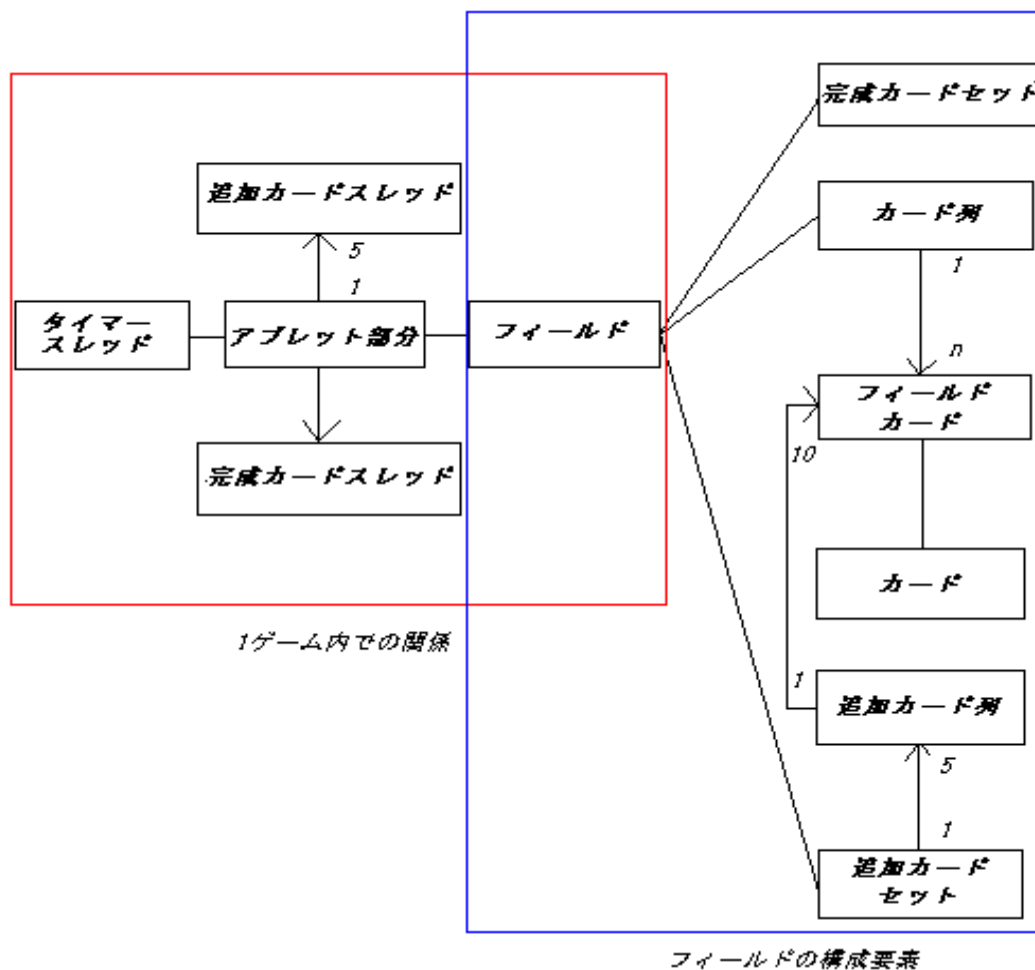 完成カードセット
追加カードスレッド
カード列
5
1
1
タイマー
スレッド
アプレット部分
フィールド
n
フィールド
カード
10
完成カードスレッド
カード
1ゲーム内での関係
1
追加カード列
5
1
追加カード
セット
フィールドの構成要素